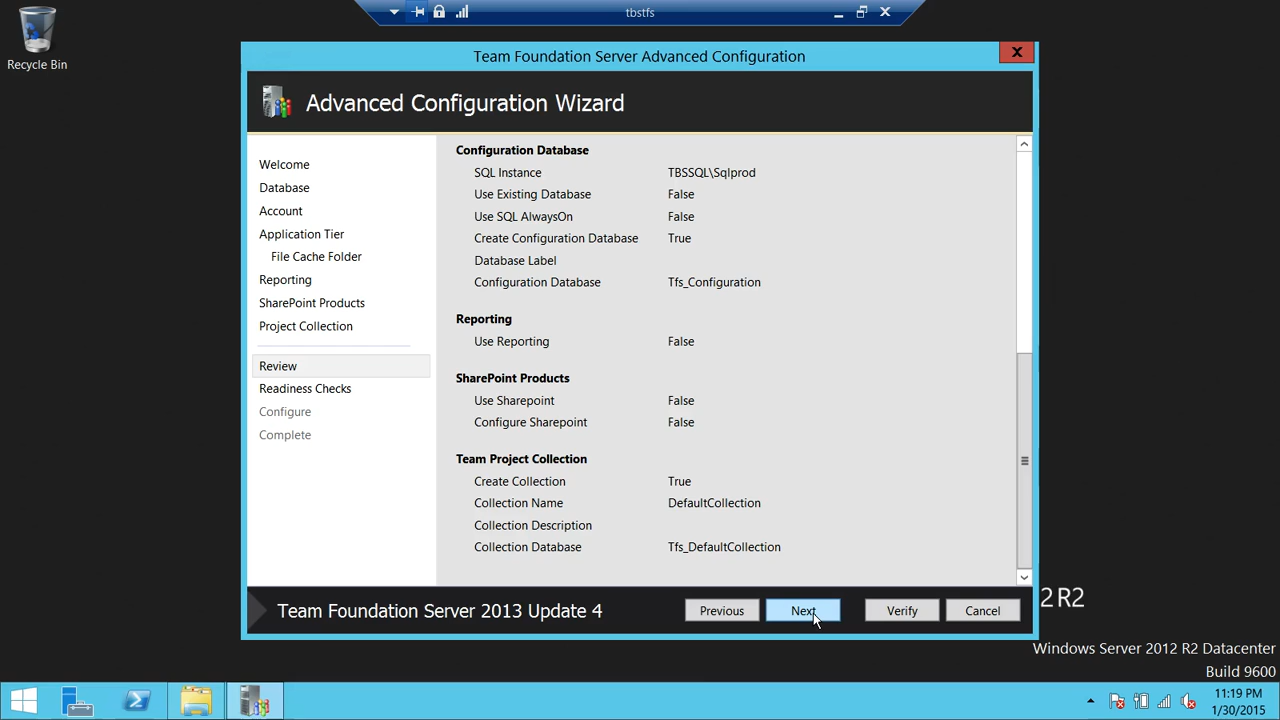 tbstfs
Recycle Bin
Team Foundation Server Advanced Configuration
Advanced Configuration Wizard
Welcome
Database
Account
Application Tier
File Cache Folder
Reporting
SharePoint Products
Project Collection
Review
Readiness Checks
Configure
Complete
Configuration Database
SQL Instance TBSSQL\Sqlprod
Use Existing Database False
Use SQL AlwaysOn False
Create Configuration Database True
Database Label
Configuration Database Tfs_Configuration
Reporting
Use Reporting False
SharePoint Products
Use Sharepoint False
Configure Sharepoint False
Team Project Collection
Create Collection True
Collection Name DefaultCollection
Collection Description
Collection Database Tfs_DefaultCollection
Team Foundation Server 2013 Update 4
Previous Next Verify Cancel
2 R2
Windows Server 2012 R2 Datacenter
Build 9600
11:19 PM
1/30/2015